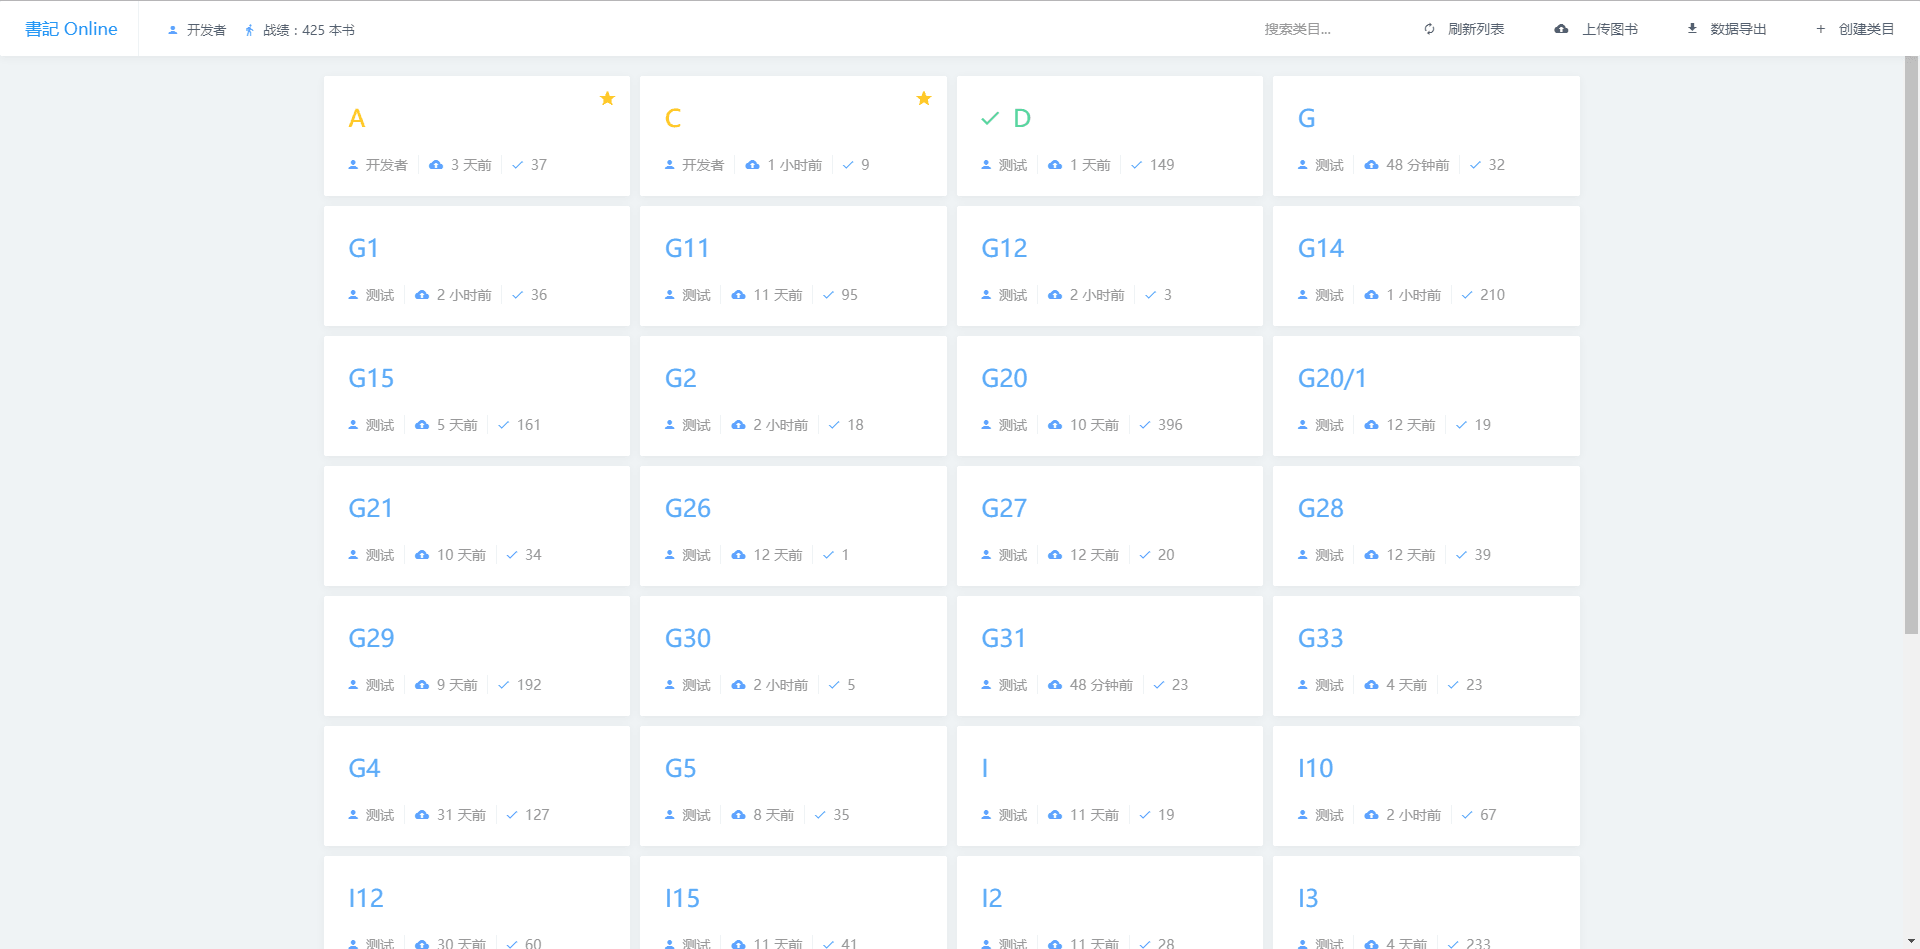 書記 Online 开发者 战绩：425 本书 搜索类目... 刷新列表 上传图书 数据导出 创建类目
A
开发者 3 天前 37
C
开发者 1 小时前 9
D
测试 1 天前 149
G
测试 48 分钟前 32
G1
测试 2 小时前 36
G11
测试 11 天前 95
G12
测试 2 小时前 3
G14
测试 1 小时前 210
G15
测试 5 天前 161
G2
测试 2 小时前 18
G20
测试 10 天前 396
G20/1
测试 12 天前 19
G21
测试 10 天前 34
G26
测试 12 天前 1
G27
测试 12 天前 20
G28
测试 12 天前 39
G29
测试 9 天前 192
G30
测试 2 小时前 5
G31
测试 48 分钟前 23
G33
测试 4 天前 23
G4
测试 31 天前 127
G5
测试 8 天前 35
I
测试 11 天前 19
I10
测试 2 小时前 67
I12
测试 30 天前 60
I15
测试 11 天前 41
I2
测试 11 天前 28
I3
测试 4 天前 233